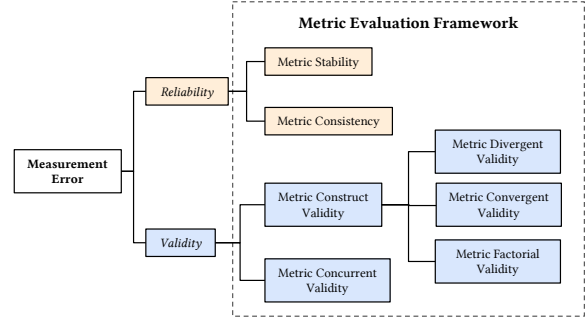 Metric Evaluation Framework
Metric Stability
Reliability
Metric Consistency
Metric Divergent
Validity
Measurement
Error
Metric Construct
Validity
Metric Convergent
Validity
Validity
Metric Concurrent
Validity
Metric Factorial
Validity